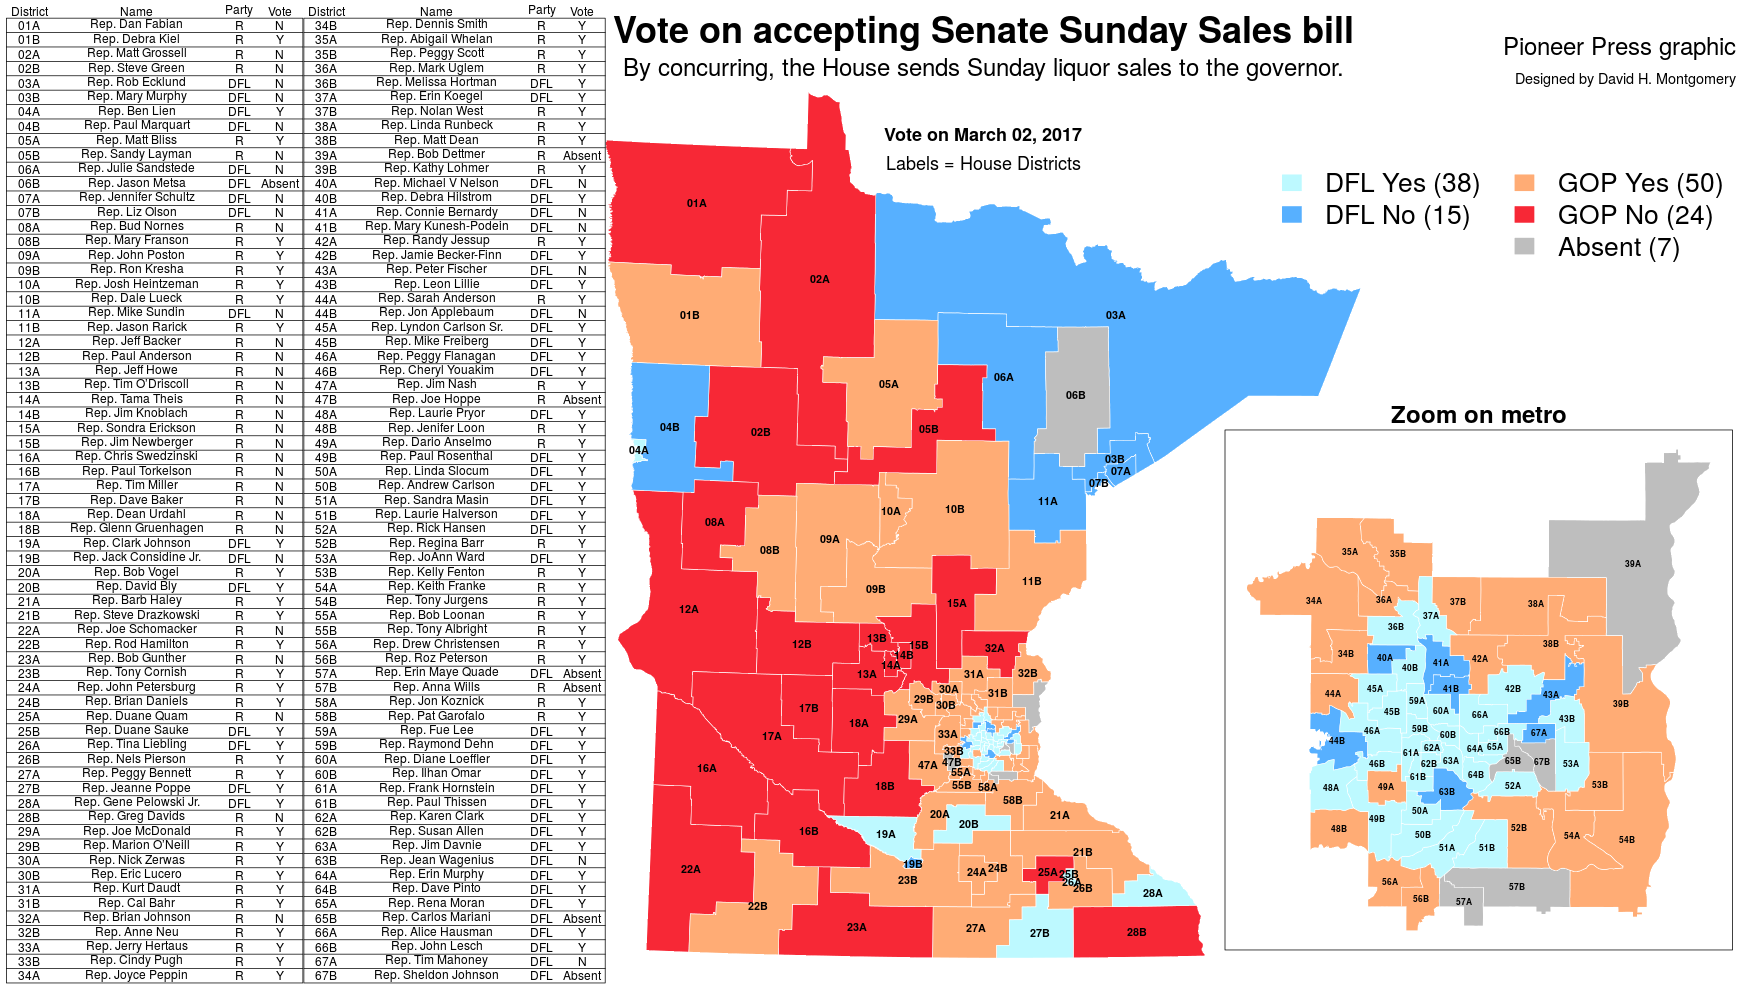 Vote on accepting Senate Sunday Sales bill
By concurring, the House sends Sunday liquor sales to the governor.
Pioneer Press graphic
Designed by David H. Montgomery
Vote on March 02, 2017
Labels = House Districts
DFL Yes (38)
DFL No (15)
GOP Yes (50)
GOP No (24)
Absent (7)
Zoom on metro
District Name Party Vote District Name Party Vote
01A Rep. Dan Fabian R N 34B Rep. Dennis Smith R Y
01B Rep. Debra Kiel R Y 35A Rep. Abigail Whelan R Y
02A Rep. Matt Grossell R N 35B Rep. Peggy Scott R Y
02B Rep. Steve Green R N 36A Rep. Mark Uglem R Y
03A Rep. Rob Ecklund DFL N 36B Rep. Melissa Hortman DFL Y
03B Rep. Mary Murphy DFL N 37A Rep. Erin Koegel DFL Y
04A Rep. Ben Lien DFL Y 37B Rep. Nolan West R Y
04B Rep. Paul Marquart DFL N 38A Rep. Linda Runbeck R Y
05A Rep. Matt Bliss R Y 38B Rep. Matt Dean R Y
05B Rep. Sandy Layman R N 39A Rep. Bob Dettmer R Absent
06A Rep. Julie Sandstede DFL N 39B Rep. Kathy Lohmer R Y
06B Rep. Jason Metsa DFL Absent 40A Rep. Michael V Nelson DFL N
07A Rep. Jennifer Schultz DFL N 40B Rep. Debra Hilstrom DFL Y
07B Rep. Liz Olson DFL N 41A Rep. Connie Bernardy DFL N
08A Rep. Bud Nornes R N 41B Rep. Mary Kunesh-Podein DFL N
08B Rep. Mary Franson R Y 42A Rep. Randy Jessup R Y
09A Rep. John Poston R Y 42B Rep. Jamie Becker-Finn DFL Y
09B Rep. Ron Kresha R Y 43A Rep. Peter Fischer DFL N
10A Rep. Josh Heintzeman R Y 43B Rep. Leon Lillie DFL Y
10B Rep. Dale Lueck R Y 44A Rep. Sarah Anderson R Y
11A Rep. Mike Sundin DFL N 44B Rep. Jon Applebaum DFL N
11B Rep. Jason Rarick R Y 45A Rep. Lyndon Carlson Sr. DFL Y
12A Rep. Jeff Backer R N 45B Rep. Mike Freiberg DFL Y
12B Rep. Paul Anderson R N 46A Rep. Peggy Flanagan DFL Y
13A Rep. Jeff Howe R N 46B Rep. Cheryl Youakim DFL Y
13B Rep. Tim O'Driscoll R N 47A Rep. Jim Nash R Y
14A Rep. Tama Theis R N 47B Rep. Joe Hoppe R Absent
14B Rep. Jim Knoblach R N 48A Rep. Laurie Pryor DFL Y
15A Rep. Sondra Erickson R N 48B Rep. Jenifer Loon R Y
15B Rep. Jim Newberger R N 49A Rep. Dario Anselmo R Y
16A Rep. Chris Swedzinski R N 49B Rep. Paul Rosenthal DFL Y
16B Rep. Paul Torkelson R N 50A Rep. Linda Slocum DFL Y
17A Rep. Tim Miller R N 50B Rep. Andrew Carlson DFL Y
17B Rep. Dave Baker R N 51A Rep. Sandra Masin DFL Y
18A Rep. Dean Urdahl R N 51B Rep. Laurie Halverson DFL Y
18B Rep. Glenn Gruenhagen R N 52A Rep. Rick Hansen DFL Y
19A Rep. Clark Johnson DFL Y 52B Rep. Regina Barr R Y
19B Rep. Jack Considine Jr. DFL N 53A Rep. JoAnn Ward DFL Y
20A Rep. Bob Vogel R Y 53B Rep. Kelly Fenton R Y
20B Rep. David Bly DFL Y 54A Rep. Keith Franke R Y
21A Rep. Barb Haley R Y 54B Rep. Tony Jurgens R Y
21B Rep. Steve Drazkowski R Y 55A Rep. Bob Loonan R Y
22A Rep. Joe Schomacker R N 55B Rep. Tony Albright R Y
22B Rep. Rod Hamilton R Y 56A Rep. Drew Christensen R Y
23A Rep. Bob Gunther R N 56B Rep. Roz Peterson R Y
23B Rep. Tony Cornish R Y 57A Rep. Erin Maye Quade DFL Absent
24A Rep. John Petersburg R Y 57B Rep. Anna Wills R Absent
24B Rep. Brian Daniels R Y 58A Rep. Jon Koznick R Y
25A Rep. Duane Quam R N 58B Rep. Pat Garofalo R Y
25B Rep. Duane Sauke DFL Y 59A Rep. Fue Lee DFL Y
26A Rep. Tina Liebling DFL Y 59B Rep. Raymond Dehn DFL Y
26B Rep. Nels Pierson R Y 60A Rep. Diane Loeffler DFL Y
27A Rep. Peggy Bennett R Y 60B Rep. Ilhan Omar DFL Y
27B Rep. Jeanne Poppe DFL Y 61A Rep. Frank Hornstein DFL Y
28A Rep. Gene Pelowski Jr. DFL Y 61B Rep. Paul Thissen DFL Y
28B Rep. Greg Davids R N 62A Rep. Karen Clark DFL Y
29A Rep. Joe McDonald R Y 62B Rep. Susan Allen DFL Y
29B Rep. Marion O'Neill R Y 63A Rep. Jim Davnie DFL Y
30A Rep. Nick Zerwas R Y 63B Rep. Jean Wagenius DFL N
30B Rep. Eric Lucero R Y 64A Rep. Erin Murphy DFL Y
31A Rep. Kurt Daudt R Y 64B Rep. Dave Pinto DFL Y
31B Rep. Cal Bahr R Y 65A Rep. Rena Moran DFL Y
32A Rep. Brian Johnson R N 65B Rep. Carlos Mariani DFL Absent
32B Rep. Anne Neu R Y 66A Rep. Alice Hausman DFL Y
33A Rep. Jerry Hertaus R Y 66B Rep. John Lesch DFL Y
33B Rep. Cindy Pugh R Y 67A Rep. Tim Mahoney DFL N
34A Rep. Joyce Peppin R Y 67B Rep. Sheldon Johnson DFL Absent
01A
02A
01B
03A
05A
06A
06B
04B
02B
05B
04A
03B
07A
07B
11A
08A
10A
10B
09A
08B
11B
09B
15A
12A
13B
15B
12B
14B
32A
14A
13A
31A
32B
30A
31B
29B
30B
17B
29A
18A
33A
17A
33B
47B
47A
55A
16A
55B
58A
18B
58B
20A
21A
20B
16B
19A
21B
19B
22A
24B
24A
25A
25B
23B
26A
26B
28A
22B
23A
27A
27B
28B
35A
35B
39A
34A
36A
37B
38A
37A
36B
38B
34B
40A
40B
41A
42A
45A
41B
42B
44A
43A
59A
39B
45B
60A
66A
43B
46A
59B
60B
66B
67A
44B
62A
64A
65A
61A
46B
62B
63A
65B
67B
53A
61B
64B
48A
49A
63B
52A
53B
50A
49B
48B
52B
50B
54A
54B
51A
51B
56A
57B
56B
57A